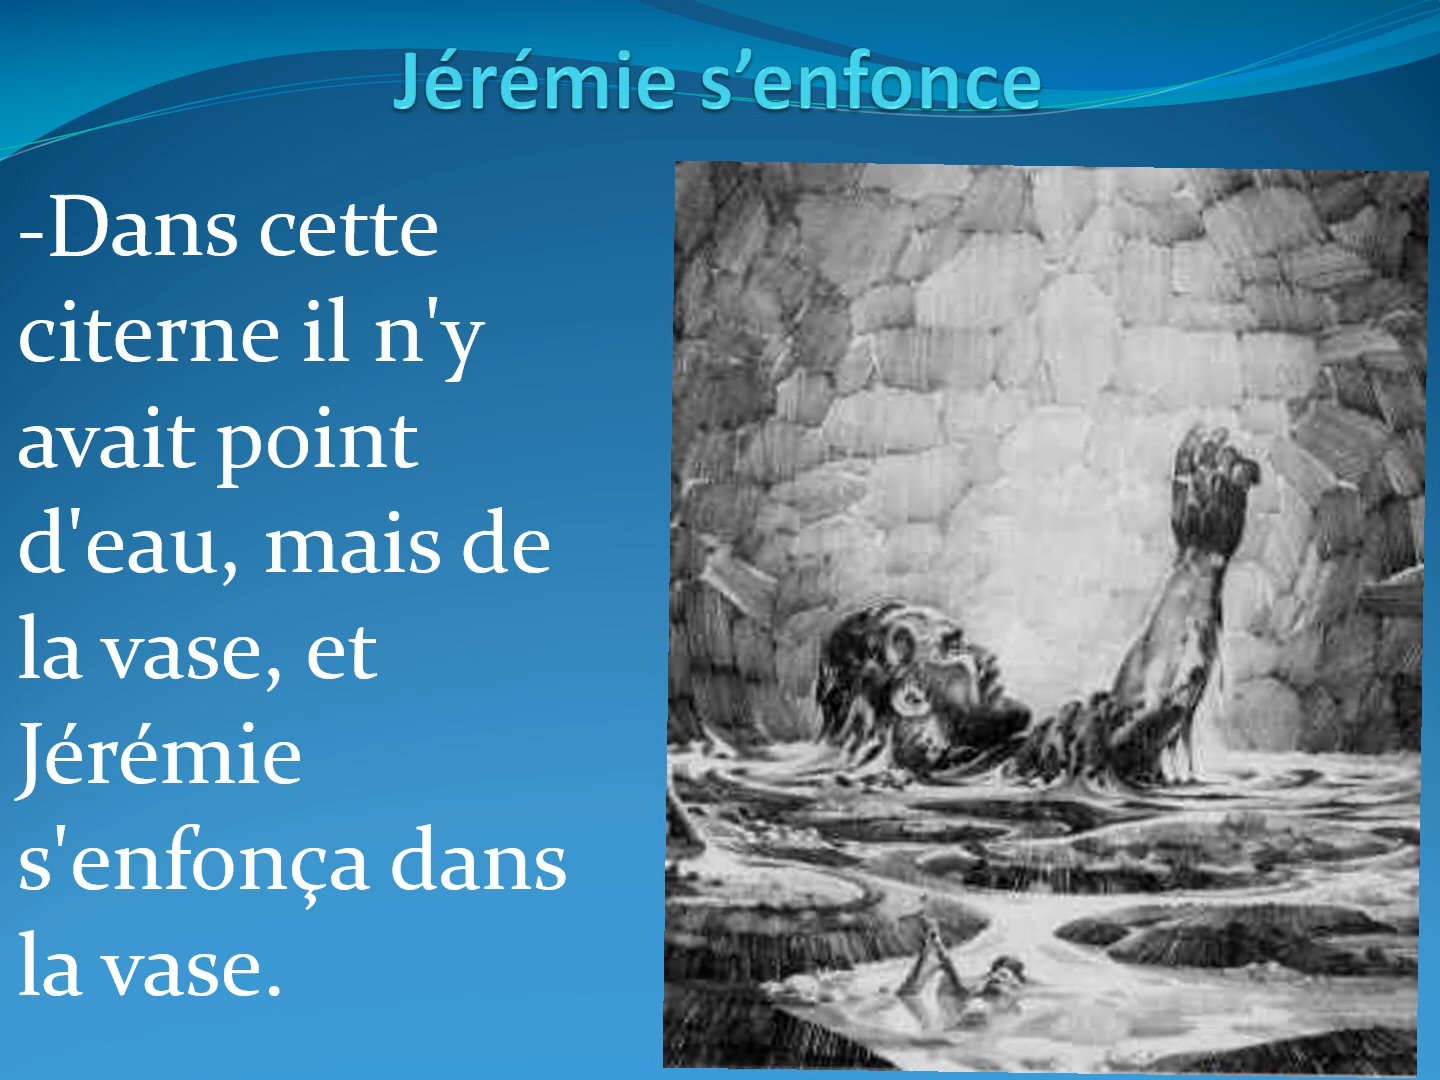 Jérémie s’enfonce
-Dans cette
citerne il n'y
avait point
d'eau, mais de
la vase, et
Jérémie
s'enfonça dans
la vase.